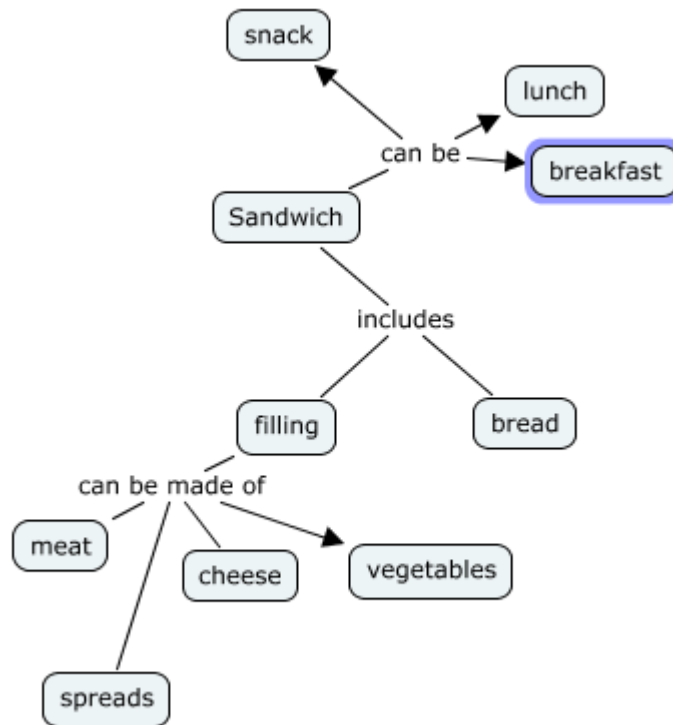 snack
lunch
can be
breakfast
Sandwich
includes
filling
bread
can be made of
meat
cheese
vegetables
spreads